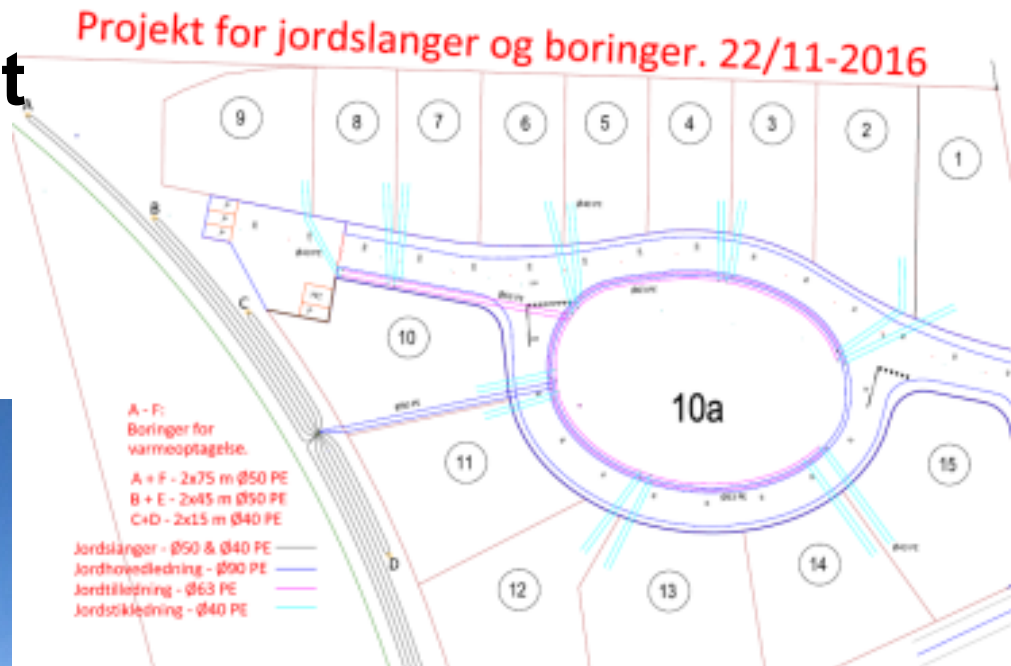 Projekt for jordslanger og boringer. 22/11-2016
t
A
9
8
7
6
5
4
3
2
1
B
C
10
10a
11
15
A - F:
Boringer for
varmeoptagelse.
A + F - 2x75 m Ø50 PE
B + E - 2x45 m Ø50 PE
C+D - 2x15 m Ø40 PE
Jordslanger - Ø50 & Ø40 PE
Jordhovedledning - Ø90 PE
Jordtilledning - Ø63 PE
Jordstikledning - Ø40 PE
D
12
13
14